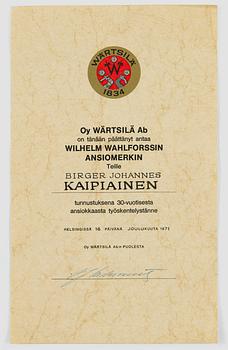 WÄRTSILÄ
W
1834
Oy WÄRTSILÄ Ab
on tänään päättänyt antaa
WILHELM WAHLFORSSIN
ANSIOMERKIN
Teille
BIRGER JOHANNES
KAIPIAINEN
tunnustuksena 30-vuotisesta
ansiokkaasta työskentelystänne
HELSINGISSÄ 16 PÄIVÄNÄ JOULUKUUTA 1971
Oy WÄRTSILÄ Ab:n PUOLESTA